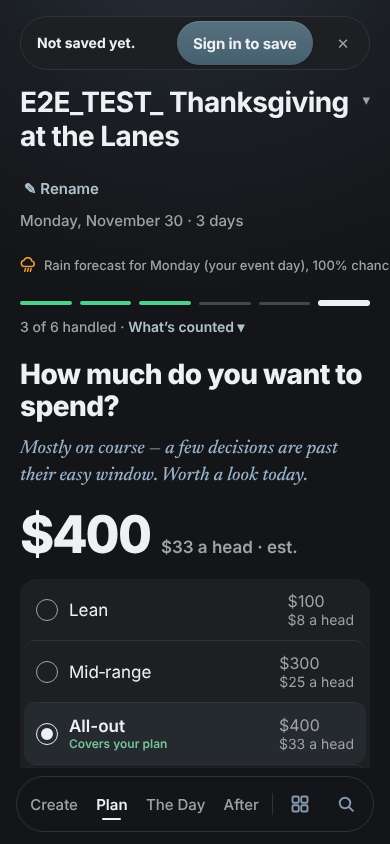 Not saved yet.
Sign in to save
×
E2E_TEST_ Thanksgiving ▾
at the Lanes
✎ Rename
Monday, November 30 · 3 days
Rain forecast for Monday (your event day), 100% chanc
3 of 6 handled · What's counted ▾
How much do you want to
spend?
Mostly on course – a few decisions are past
their easy window. Worth a look today.
$400 $33 a head · est.
Lean
$100
$8 a head
Mid-range
$300
$25 a head
All-out
Covers your plan
$400
$33 a head
Create Plan The Day After